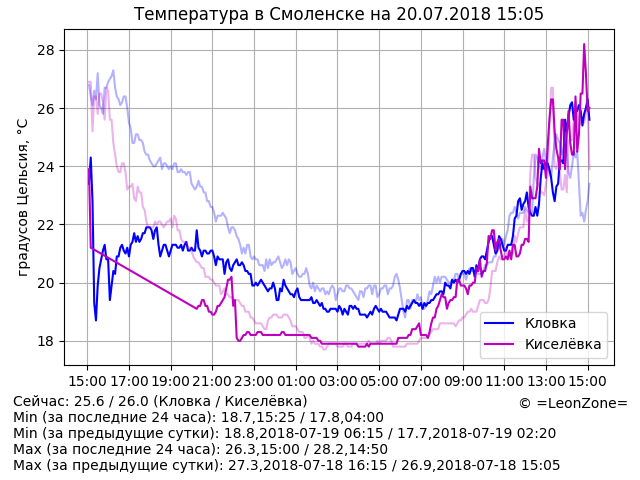 Температура в Смоленске на 20.07.2018 15:05
28
26
24
22
20
18
градусов Цельсия, °C
15:00 17:00 19:00 21:00 23:00 01:00 03:00 05:00 07:00 09:00 11:00 13:00 15:00
Кловка
Киселёвка
Сейчас: 25.6 / 26.0 (Кловка / Киселёвка)
© =LeonZone=
Min (за последние 24 часа): 18.7,15:25 / 17.8,04:00
Min (за предыдущие сутки): 18.8,2018-07-19 06:15 / 17.7,2018-07-19 02:20
Max (за последние 24 часа): 26.3,15:00 / 28.2,14:50
Max (за предыдущие сутки): 27.3,2018-07-18 16:15 / 26.9,2018-07-18 15:05